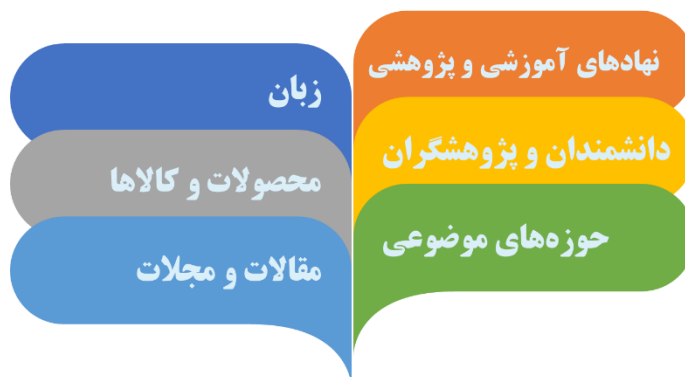 نهادهای آموزشی و پژوهشی
دانشمندان و پژوهشگران
حوزه‌های موضوعی
زبان
محصولات و کالاها
مقالات و مجلات